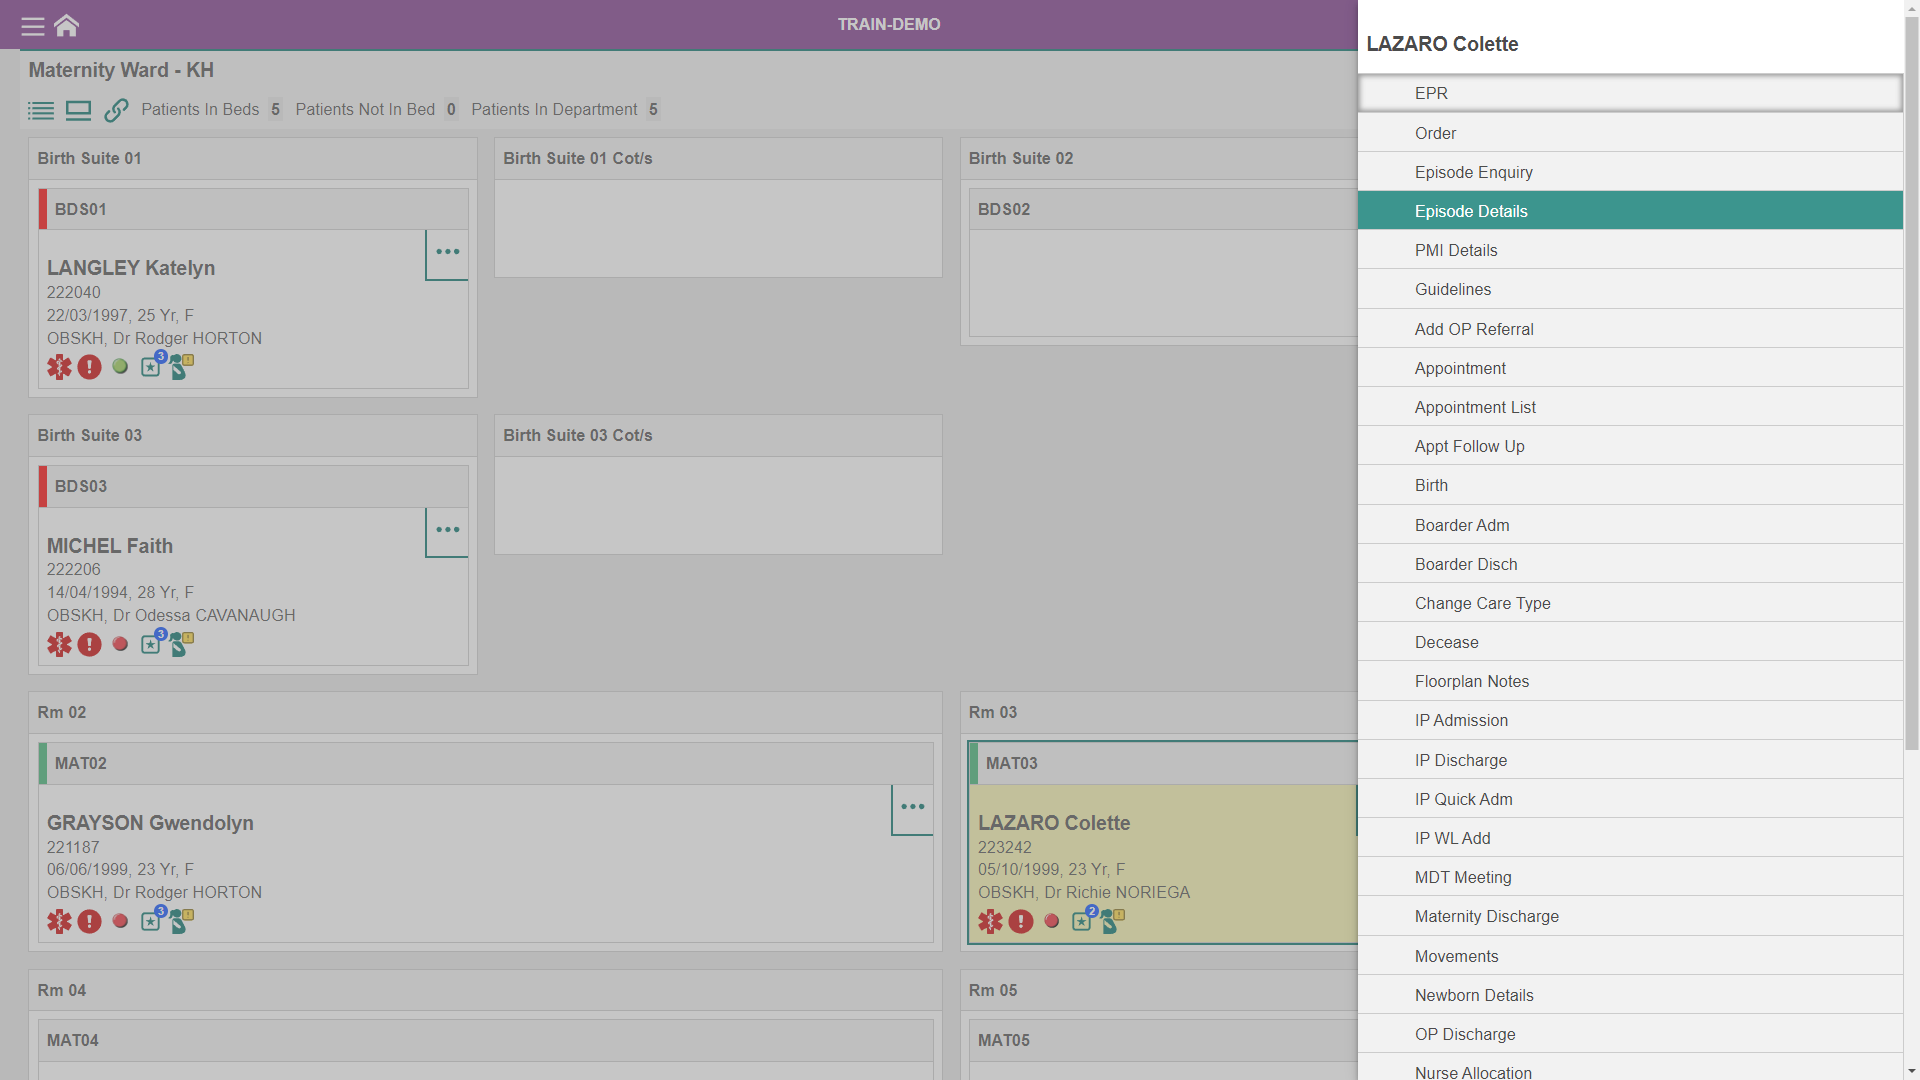 TRAIN-DEMO
Maternity Ward - KH
Patients In Beds 5 Patients Not In Bed 0 Patients In Department 5
Birth Suite 01
BDS01
LANGLEY Katelyn
222040
22/03/1997, 25 Yr, F
OBSKH, Dr Rodger HORTON
3
Birth Suite 01 Cot/s
Birth Suite 02
BDS02
Birth Suite 03
BDS03
MICHEL Faith
222206
14/04/1994, 28 Yr, F
OBSKH, Dr Odessa CAVANAUGH
3
Birth Suite 03 Cot/s
Rm 02
MAT02
GRAYSON Gwendolyn
221187
06/06/1999, 23 Yr, F
OBSKH, Dr Rodger HORTON
3
Rm 03
MAT03
LAZARO Colette
223242
05/10/1999, 23 Yr, F
OBSKH, Dr Richie NORIEGA
2
Rm 04
MAT04
Rm 05
MAT05
LAZARO Colette
EPR
Order
Episode Enquiry
Episode Details
PMI Details
Guidelines
Add OP Referral
Appointment
Appointment List
Appt Follow Up
Birth
Boarder Adm
Boarder Disch
Change Care Type
Decease
Floorplan Notes
IP Admission
IP Discharge
IP Quick Adm
IP WL Add
MDT Meeting
Maternity Discharge
Movements
Newborn Details
OP Discharge
Nurse Allocation